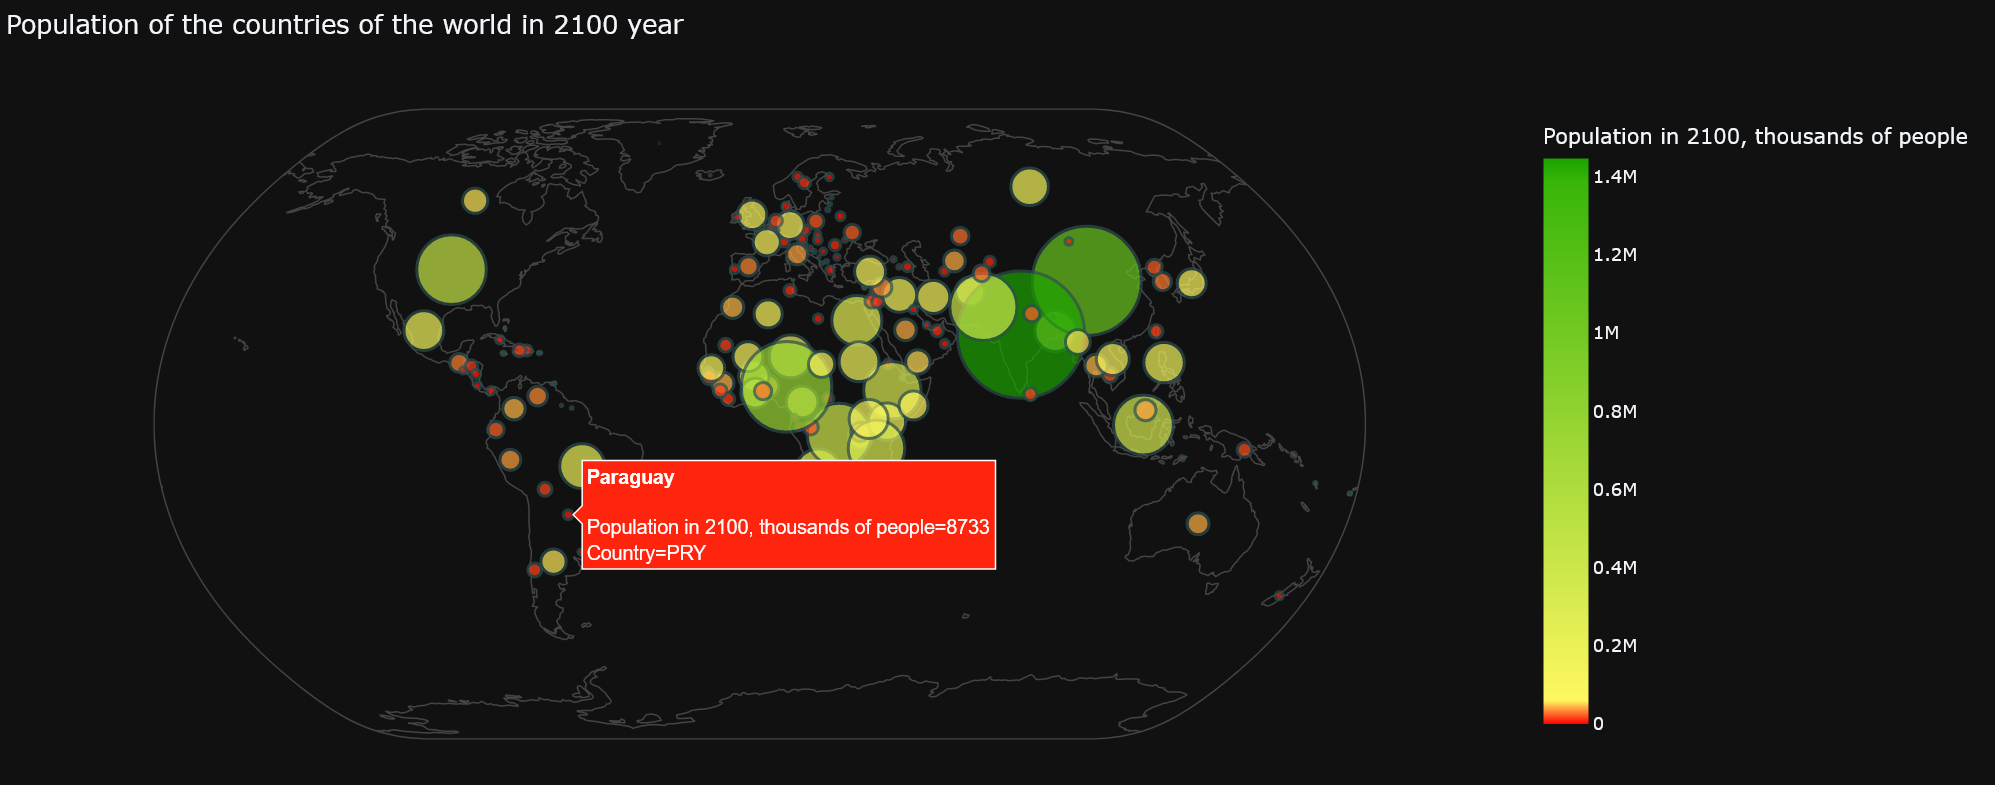 Population of the countries of the world in 2100 year
Population in 2100, thousands of people
1.4M
1.2M
1M
0.8M
0.6M
0.4M
0.2M
0
Paraguay
Population in 2100, thousands of people=8733
Country=PRY